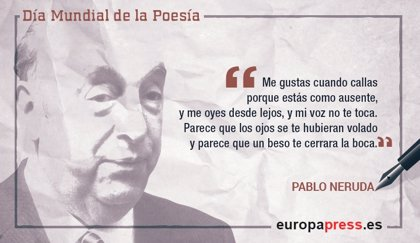 Día Mundial de la Poesía
“ Me gustas cuando callas
porque estás como ausente,
y me oyes desde lejos, y mi voz no te toca.
Parece que los ojos se te hubieran volado
y parece que un beso te cerrara la boca.”
PABLO NERUDA
europapress.es